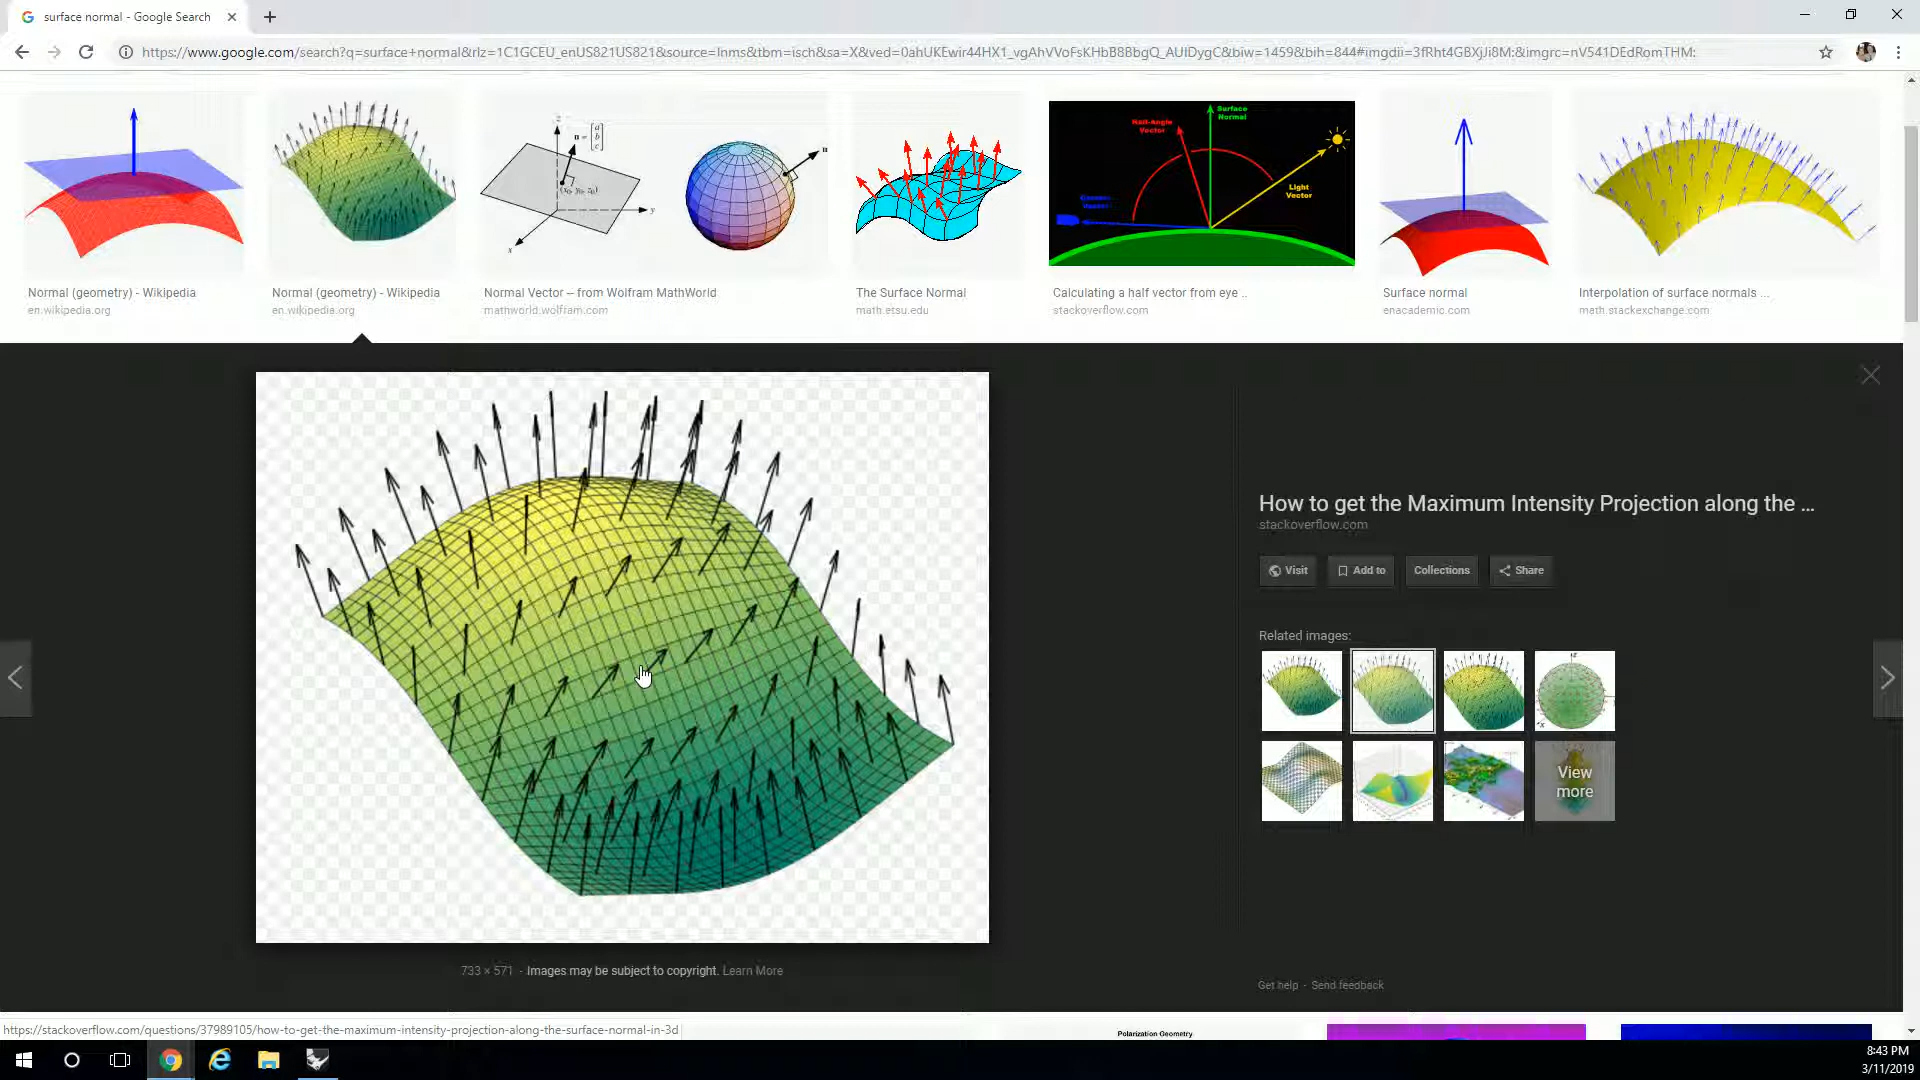 surface normal - Google Search
https://www.google.com/search?q=surface+normal&rlz=1C1GCEU_enUS821US821&source=lnms&tbm=isch&sa=X&ved=0ahUKEwir44HX1_vgAhVVoFsKHbB8BbgQ_AUIDygC&biw=1459&bih=844#imgdii=3fRht4GBXjJi8M:&imgrc=nV541DEdRomTHM:
z
n =
a
b
c
(x₀, y₀, z₀)
y
x
n
Surface
Normal
Half-Angle
Vector
Light
Vector
Normal (geometry) - Wikipedia
en.wikipedia.org
Normal (geometry) - Wikipedia
en.wikipedia.org
Normal Vector -- from Wolfram MathWorld
mathworld.wolfram.com
The Surface Normal
math.etsu.edu
Calculating a half vector from eye ..
stackoverflow.com
Surface normal
enacademic.com
Interpolation of surface normals ...
math.stackexchange.com
How to get the Maximum Intensity Projection along the ...
stackoverflow.com
Visit
Add to
Collections
Share
Related images:
View
more
733 × 571 - Images may be subject to copyright. Learn More
Get help - Send feedback
https://stackoverflow.com/questions/37989105/how-to-get-the-maximum-intensity-projection-along-the-surface-normal-in-3d
Polarization Geometry
8:43 PM
3/11/2019